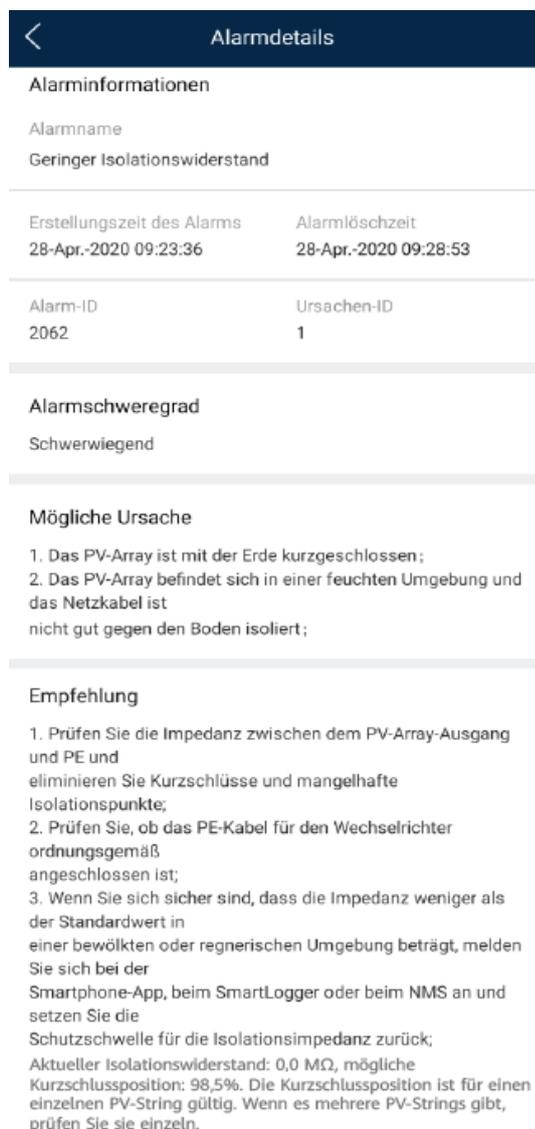 Alarmdetails
Alarminformationen
Alarmname
Geringer Isolationswiderstand
Erstellungszeit des Alarms
Alarmlöschzeit
28-Apr.-2020 09:23:36
28-Apr.-2020 09:28:53
Alarm-ID
Ursachen-ID
2062
1
Alarmschweregrad
Schwerwiegend
Mögliche Ursache
1. Das PV-Array ist mit der Erde kurzgeschlossen;
2. Das PV-Array befindet sich in einer feuchten Umgebung und
das Netzkabel ist
nicht gut gegen den Boden isoliert;
Empfehlung
1. Prüfen Sie die Impedanz zwischen dem PV-Array-Ausgang
und PE und
eliminieren Sie Kurzschlüsse und mangelhafte
Isolationspunkte;
2. Prüfen Sie, ob das PE-Kabel für den Wechselrichter
ordnungsgemäß
angeschlossen ist;
3. Wenn Sie sich sicher sind, dass die Impedanz weniger als
der Standardwert in
einer bewölkten oder regnerischen Umgebung beträgt, melden
Sie sich bei der
Smartphone-App, beim SmartLogger oder beim NMS an und
setzen Sie die
Schutzschwelle für die Isolationsimpedanz zurück;
Aktueller Isolationswiderstand: 0,0 MΩ, mögliche
Kurzschlussposition: 98,5%. Die Kurzschlussposition ist für einen
einzelnen PV-String gültig. Wenn es mehrere PV-Strings gibt,
prüfen Sie sie einzeln.